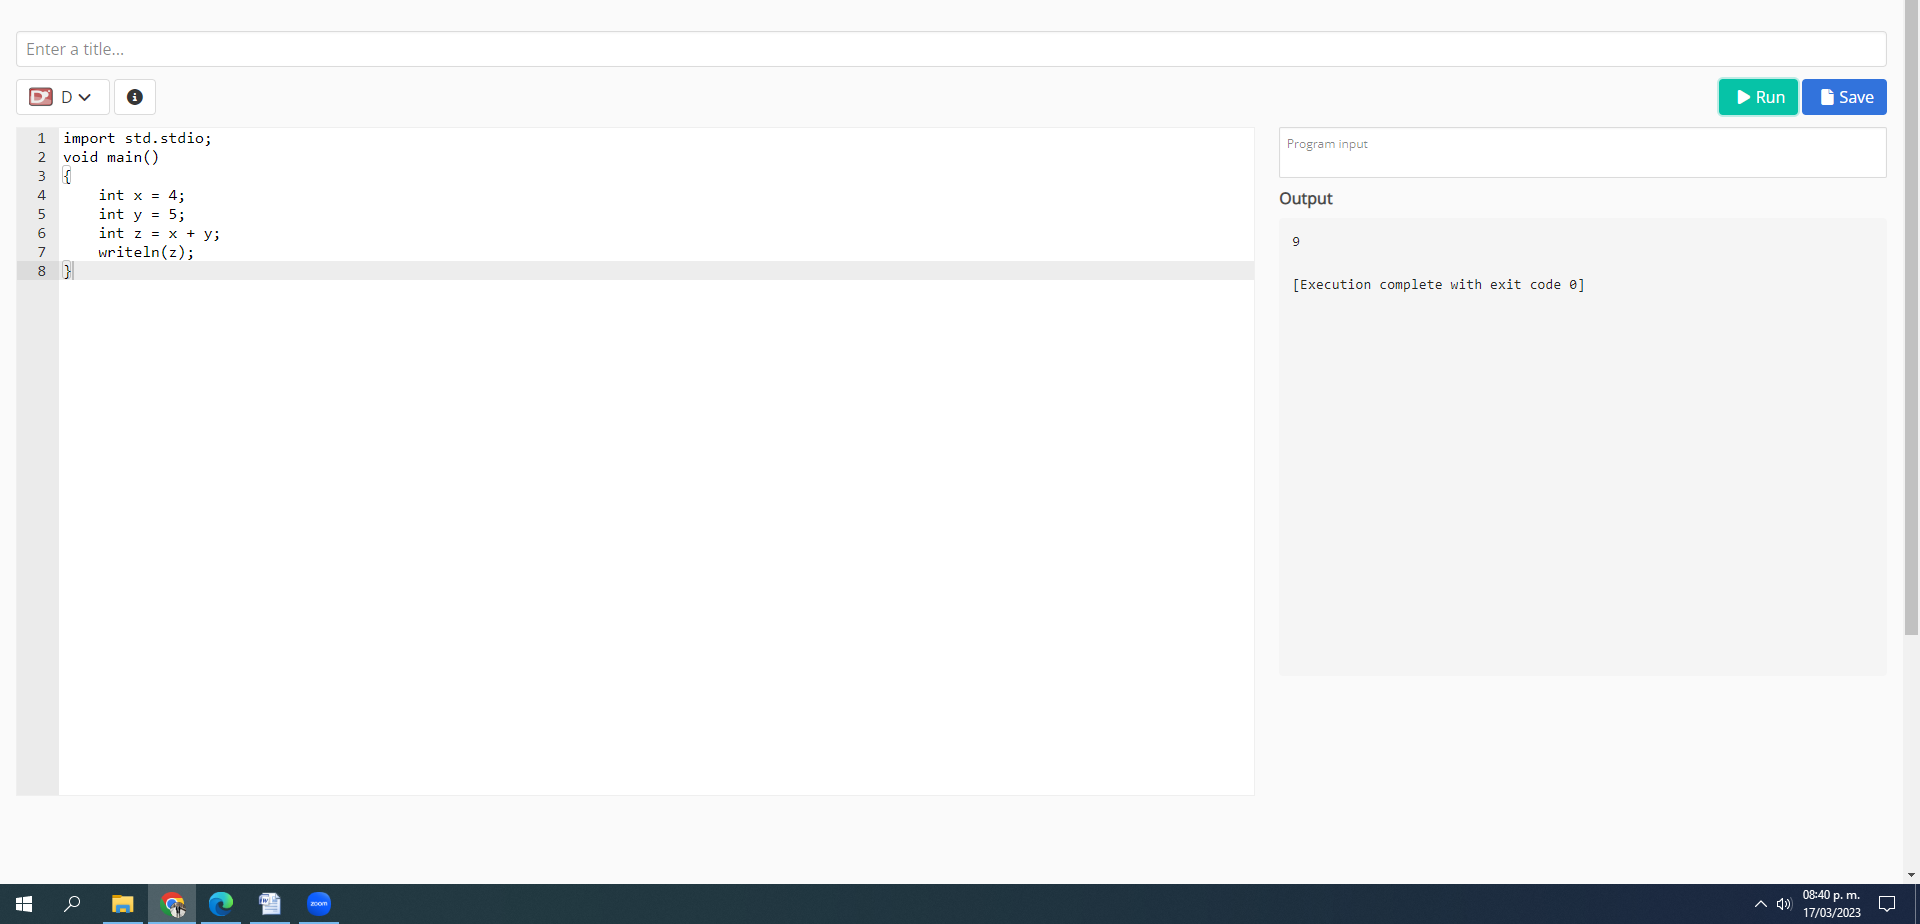 Enter a title...
D
Run
Save
1 import std.stdio;
2 void main()
3 {
4 int x = 4;
5 int y = 5;
6 int z = x + y;
7 writeln(z);
8 }
Program input
Output
9
[Execution complete with exit code 0]
zoom
08:40 p. m.
17/03/2023